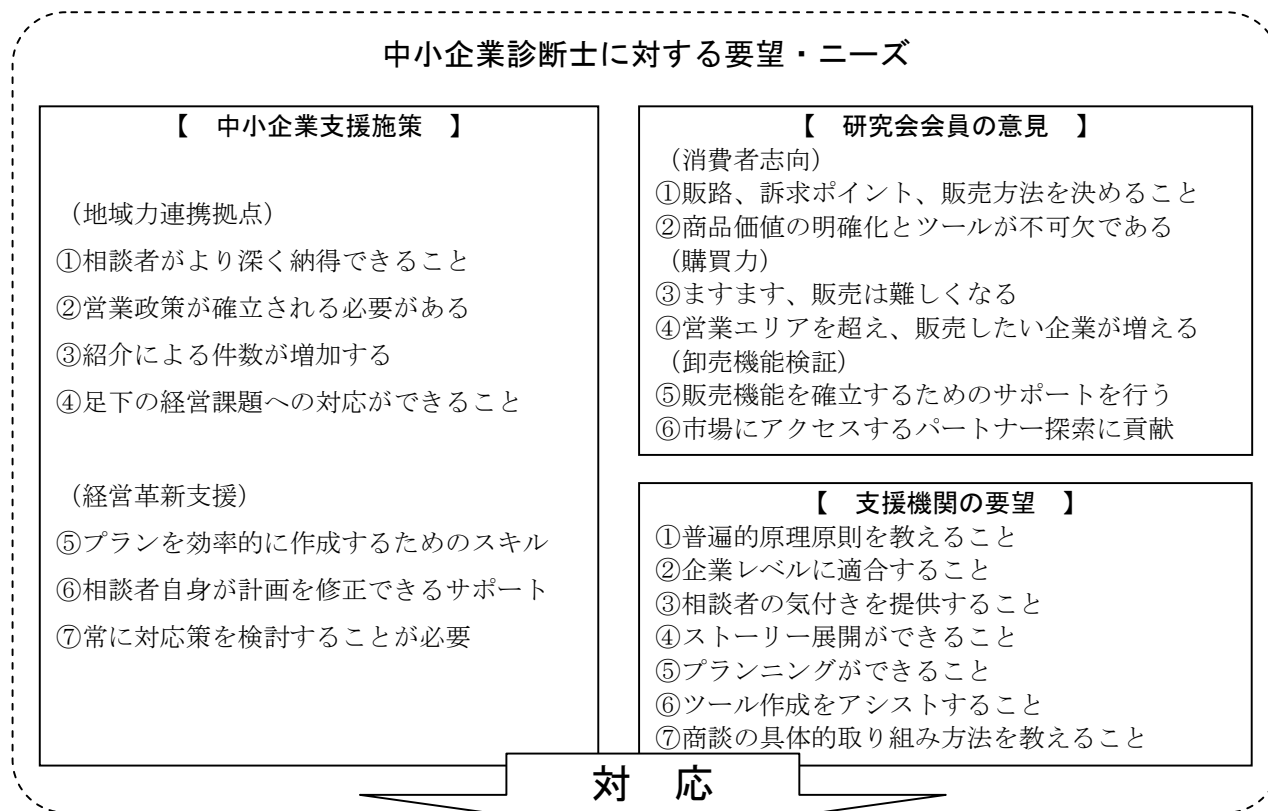 中小企業診断士に対する要望・ニーズ
【　中小企業支援施策　】
（地域力連携拠点）
①相談者がより深く納得できること
②営業政策が確立される必要がある
③紹介による件数が増加する
④足下の経営課題への対応ができること
（経営革新支援）
⑤プランを効率的に作成するためのスキル
⑥相談者自身が計画を修正できるサポート
⑦常に対応策を検討することが必要
【　研究会会員の意見　】
（消費者志向）
①販路、訴求ポイント、販売方法を決めること
②商品価値の明確化とツールが不可欠である
（購買力）
③ますます、販売は難しくなる
④営業エリアを超え、販売したい企業が増える
（卸売機能検証）
⑤販売機能を確立するためのサポートを行う
⑥市場にアクセスするパートナー探索に貢献
【　支援機関の要望　】
①普遍的原理原則を教えること
②企業レベルに適合すること
③相談者の気付きを提供すること
④ストーリー展開ができること
⑤プランニングができること
⑥ツール作成をアシストすること
⑦商談の具体的取り組み方法を教えること
対　応